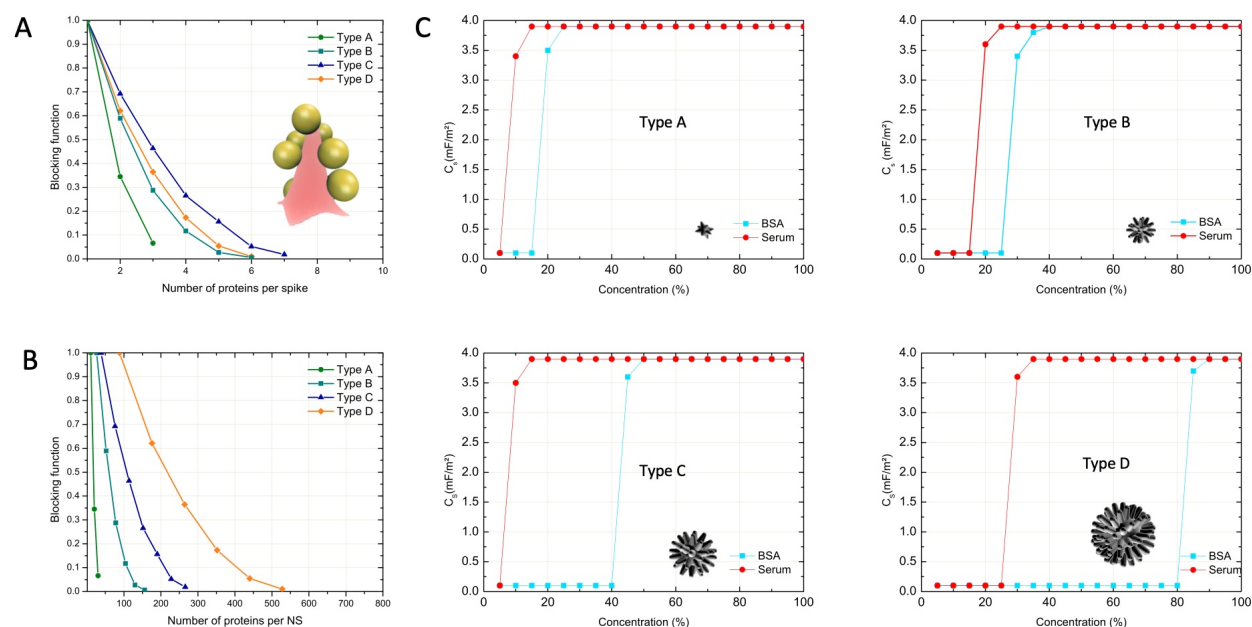 A
Blocking function
1.0
0.9
0.8
0.7
0.6
0.5
0.4
0.3
0.2
0.1
0.0
2
4
6
8
10
Number of proteins per spike
Type A
Type B
Type C
Type D
C
Cs(mF/m²)
4.0
3.5
3.0
2.5
2.0
1.5
1.0
0.5
0.0
0
20
40
60
80
100
Concentration (%)
Type A
BSA
Serum
Cs(mF/m²)
4.0
3.5
3.0
2.5
2.0
1.5
1.0
0.5
0.0
0
20
40
60
80
100
Concentration (%)
Type B
BSA
Serum
B
Blocking function
1.0
0.9
0.8
0.7
0.6
0.5
0.4
0.3
0.2
0.1
0.0
100
200
300
400
500
600
700
800
Number of proteins per NS
Type A
Type B
Type C
Type D
Cs(mF/m²)
4.0
3.5
3.0
2.5
2.0
1.5
1.0
0.5
0.0
0
20
40
60
80
100
Concentration (%)
Type C
BSA
Serum
Cs(mF/m²)
4.0
3.5
3.0
2.5
2.0
1.5
1.0
0.5
0.0
0
20
40
60
80
100
Concentration (%)
Type D
BSA
Serum